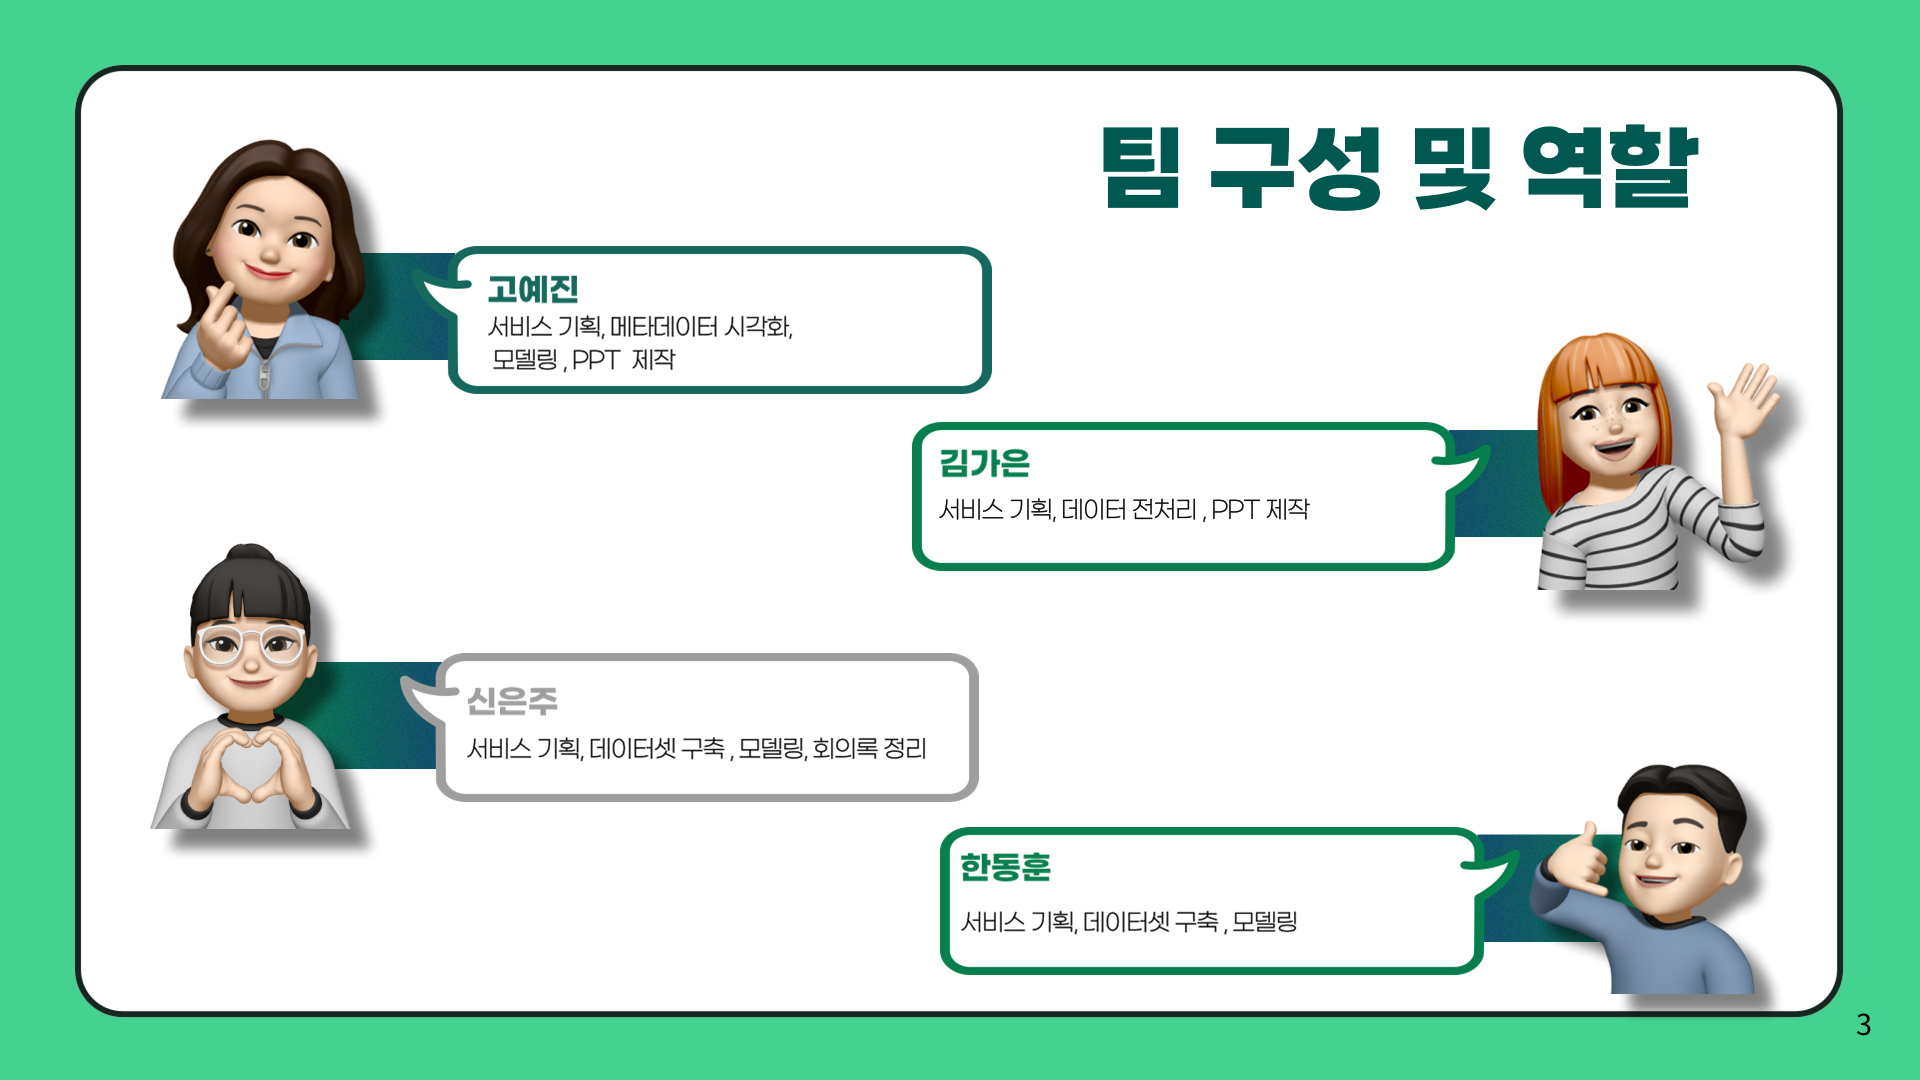 팀 구성 및 역할
고예진
서비스 기획, 메타데이터 시각화,
모델링 , PPT 제작
김가은
서비스 기획, 데이터 전처리 , PPT 제작
신은주
서비스 기획, 데이터셋 구축 , 모델링, 회의록 정리
한동훈
서비스 기획, 데이터셋 구축 , 모델링
3